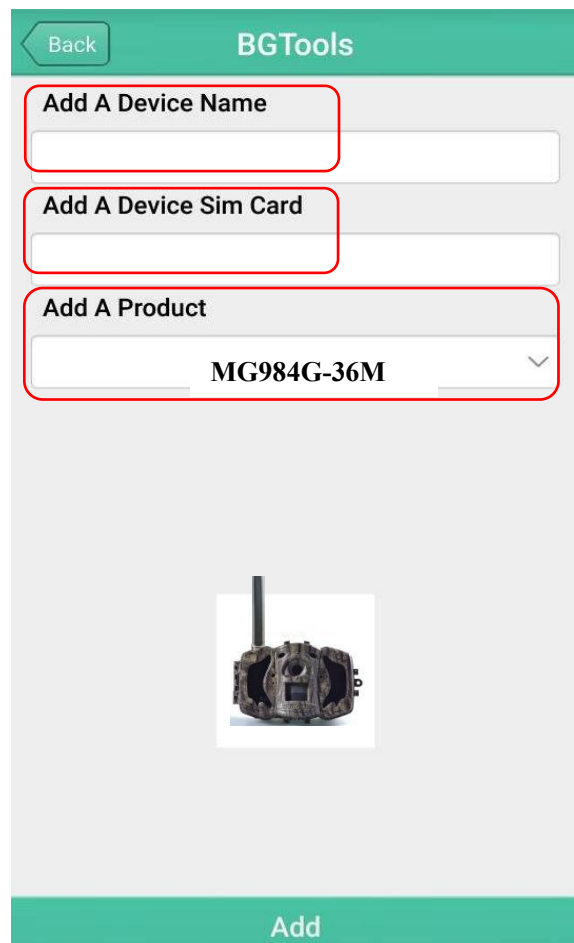 Back
BGTools
Add A Device Name
Add A Device Sim Card
Add A Product
MG984G-36M
Add